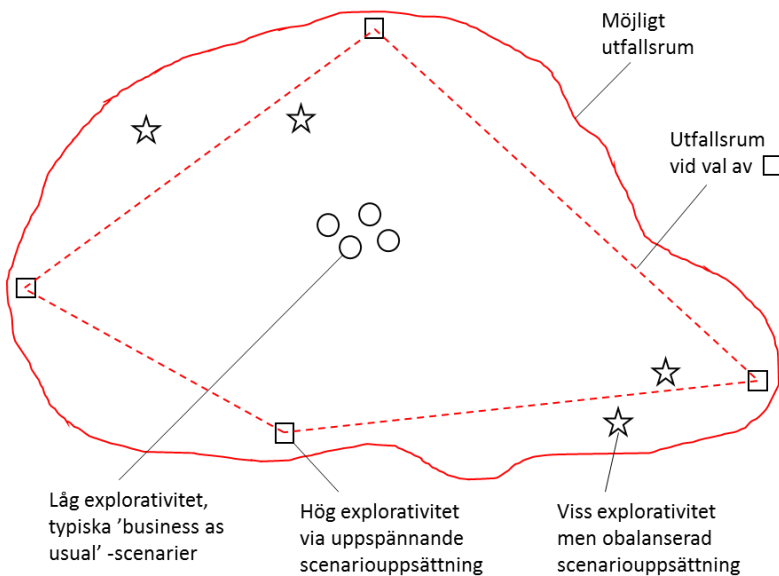 Möjligt
utfallsrum
Utfallsrum
vid val av
Låg explorativitet,
typiska ’business as
usual’ -scenarier
Hög explorativitet
via uppspännande
scenariouppsättning
Viss explorativitet
men obalanserad
scenariouppsättning